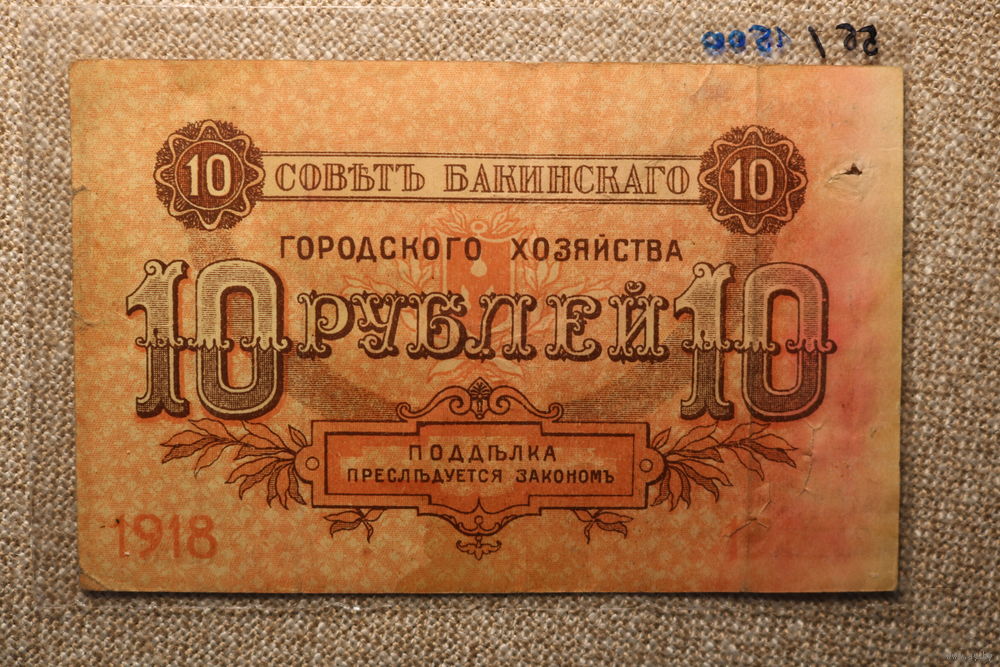 10 СОВѢТЪ БАКИНСКАГО 10
ГОРОДСКОГО ХОЗЯЙСТВА
10 РУБЛЕЙ 10
ПОДДѢЛКА
ПРЕСЛѢДУЕТСЯ ЗАКОНОМЪ
1918